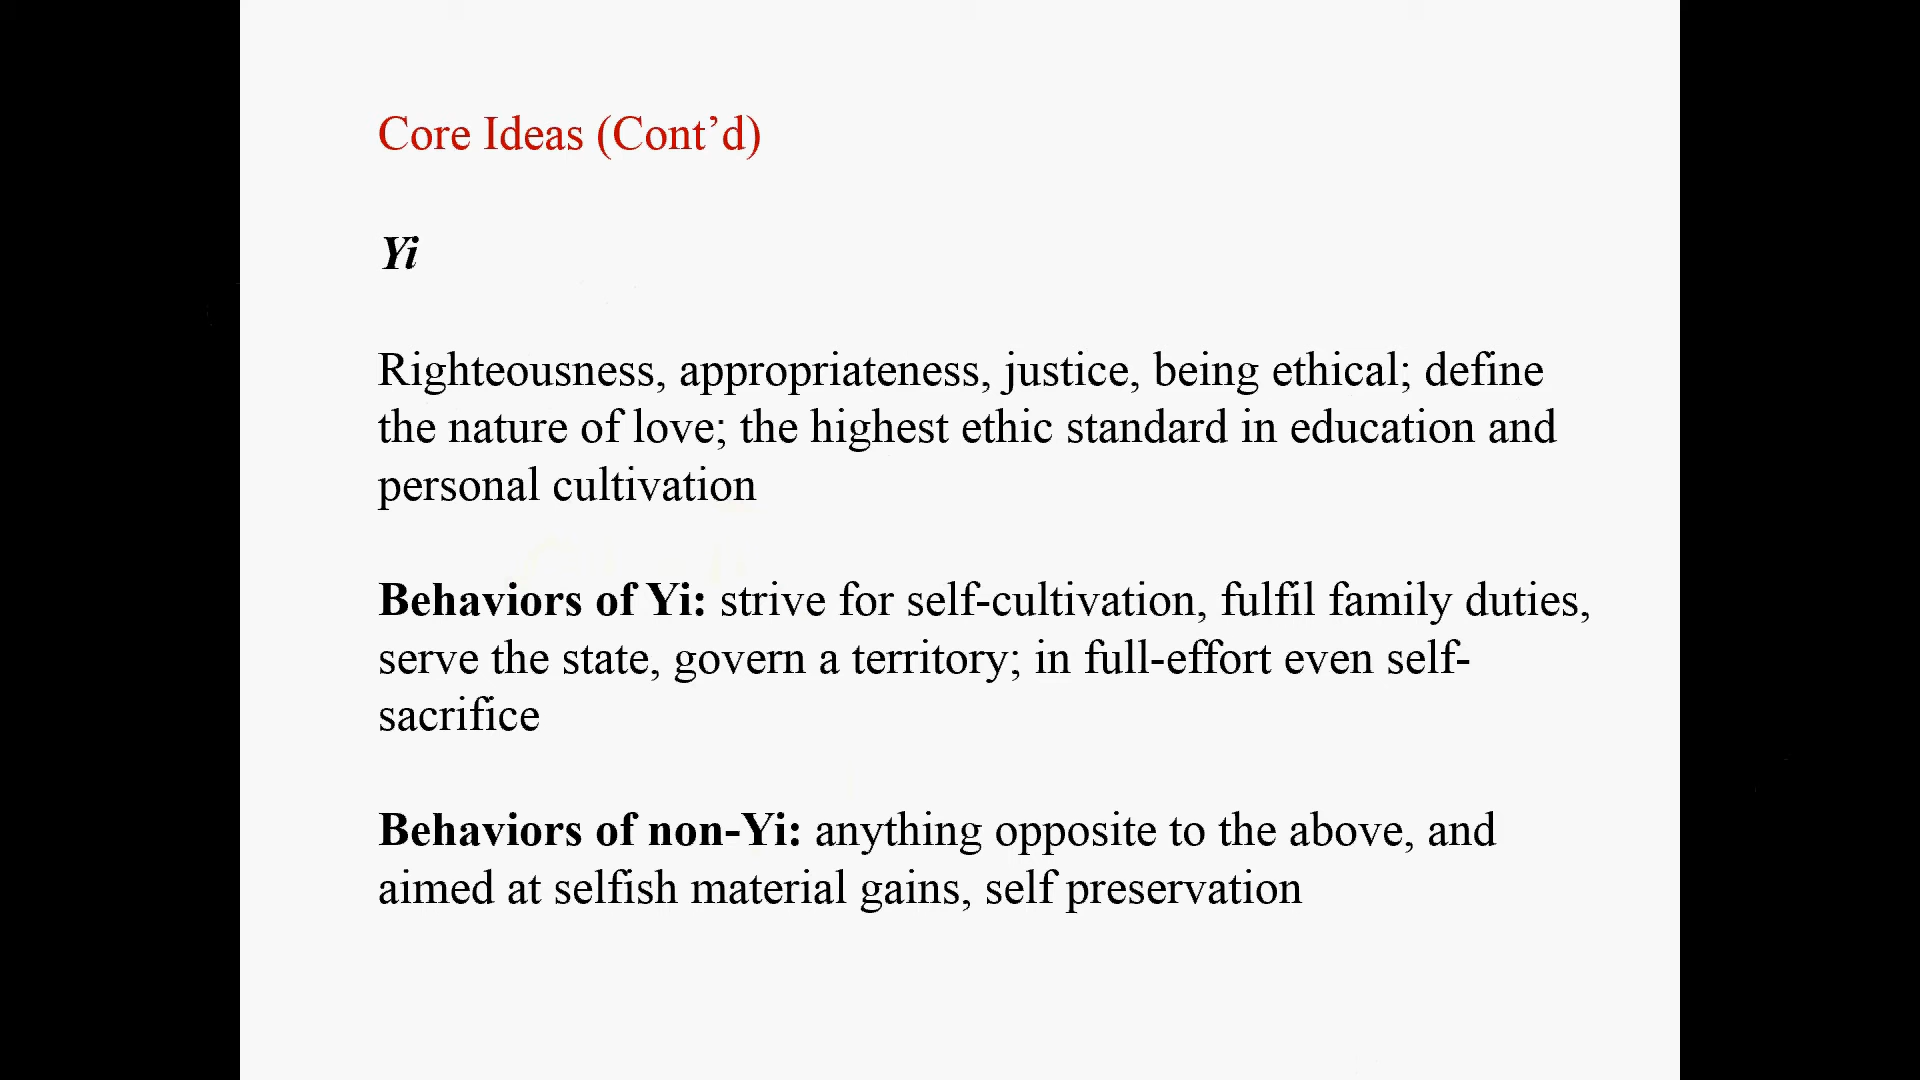 Core Ideas (Cont’d)
Yi
Righteousness, appropriateness, justice, being ethical; define
the nature of love; the highest ethic standard in education and
personal cultivation
Behaviors of Yi: strive for self-cultivation, fulfil family duties,
serve the state, govern a territory; in full-effort even self-
sacrifice
Behaviors of non-Yi: anything opposite to the above, and
aimed at selfish material gains, self preservation